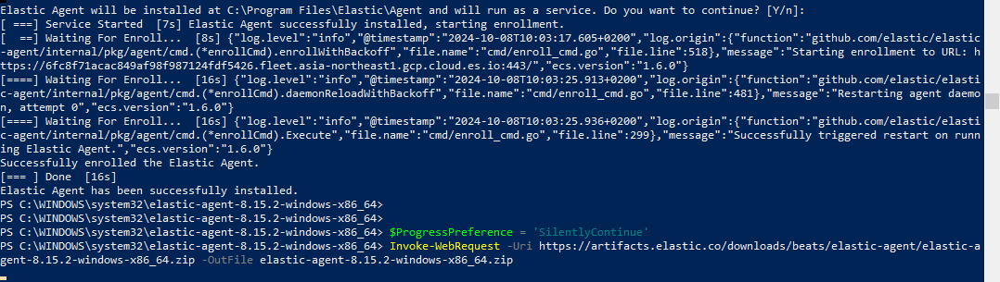 Elastic Agent will be installed at C:\Program Files\Elastic\Agent and will run as a service. Do you want to continue? [Y/n]:
[ ===] Service Started  [7s] Elastic Agent successfully installed, starting enrollment.
[  ==] Waiting For Enroll...  [8s] {"log.level":"info","@timestamp":"2024-10-08T10:03:17.605+0200","log.origin":{"function":"github.com/elastic/elastic
-agent/internal/pkg/agent/cmd.(*enrollCmd).enrollWithBackoff","file.name":"cmd/enroll_cmd.go","file.line":518},"message":"Starting enrollment to URL: h
ttps://6fc8f71acac849af98f987124fdf5426.fleet.asia-northeast1.gcp.cloud.es.io:443/","ecs.version":"1.6.0"}
[====] Waiting For Enroll...  [16s] {"log.level":"info","@timestamp":"2024-10-08T10:03:25.913+0200","log.origin":{"function":"github.com/elastic/elasti
c-agent/internal/pkg/agent/cmd.(*enrollCmd).daemonReloadWithBackoff","file.name":"cmd/enroll_cmd.go","file.line":481},"message":"Restarting agent daemo
n, attempt 0","ecs.version":"1.6.0"}
[====] Waiting For Enroll...  [16s] {"log.level":"info","@timestamp":"2024-10-08T10:03:25.936+0200","log.origin":{"function":"github.com/elastic/elasti
c-agent/internal/pkg/agent/cmd.(*enrollCmd).Execute","file.name":"cmd/enroll_cmd.go","file.line":299},"message":"Successfully triggered restart on runn
ing Elastic Agent.","ecs.version":"1.6.0"}
Successfully enrolled the Elastic Agent.
[=== ] Done  [16s]
Elastic Agent has been successfully installed.
PS C:\WINDOWS\system32\elastic-agent-8.15.2-windows-x86_64>
PS C:\WINDOWS\system32\elastic-agent-8.15.2-windows-x86_64>
PS C:\WINDOWS\system32\elastic-agent-8.15.2-windows-x86_64> $ProgressPreference = 'SilentlyContinue'
PS C:\WINDOWS\system32\elastic-agent-8.15.2-windows-x86_64> Invoke-WebRequest -Uri https://artifacts.elastic.co/downloads/beats/elastic-agent/elastic-a
gent-8.15.2-windows-x86_64.zip -OutFile elastic-agent-8.15.2-windows-x86_64.zip